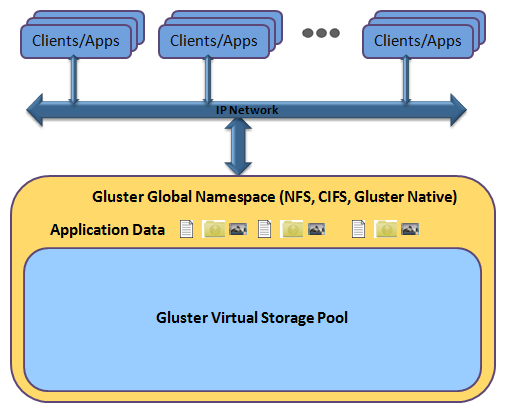 Clients/Apps
Clients/Apps
Clients/Apps
IP Network
Gluster Global Namespace (NFS, CIFS, Gluster Native)
Application Data
Gluster Virtual Storage Pool